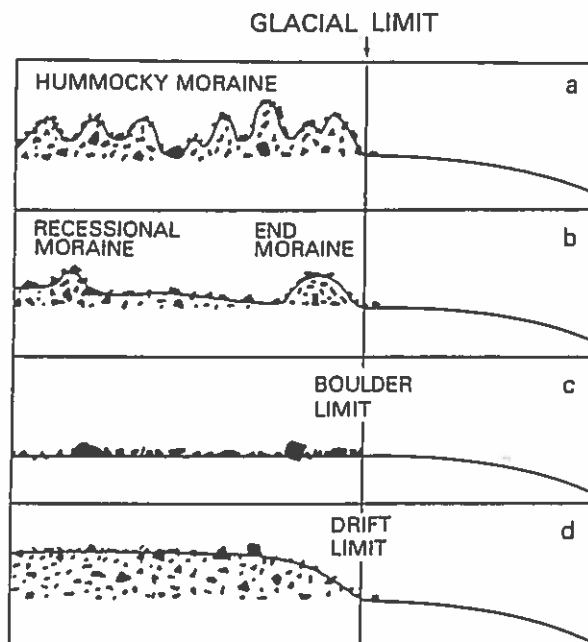 GLACIAL LIMIT
HUMMOCKY MORAINE
a
RECESSIONAL
MORAINE
END
MORAINE
b
BOULDER
LIMIT
c
DRIFT
LIMIT
d